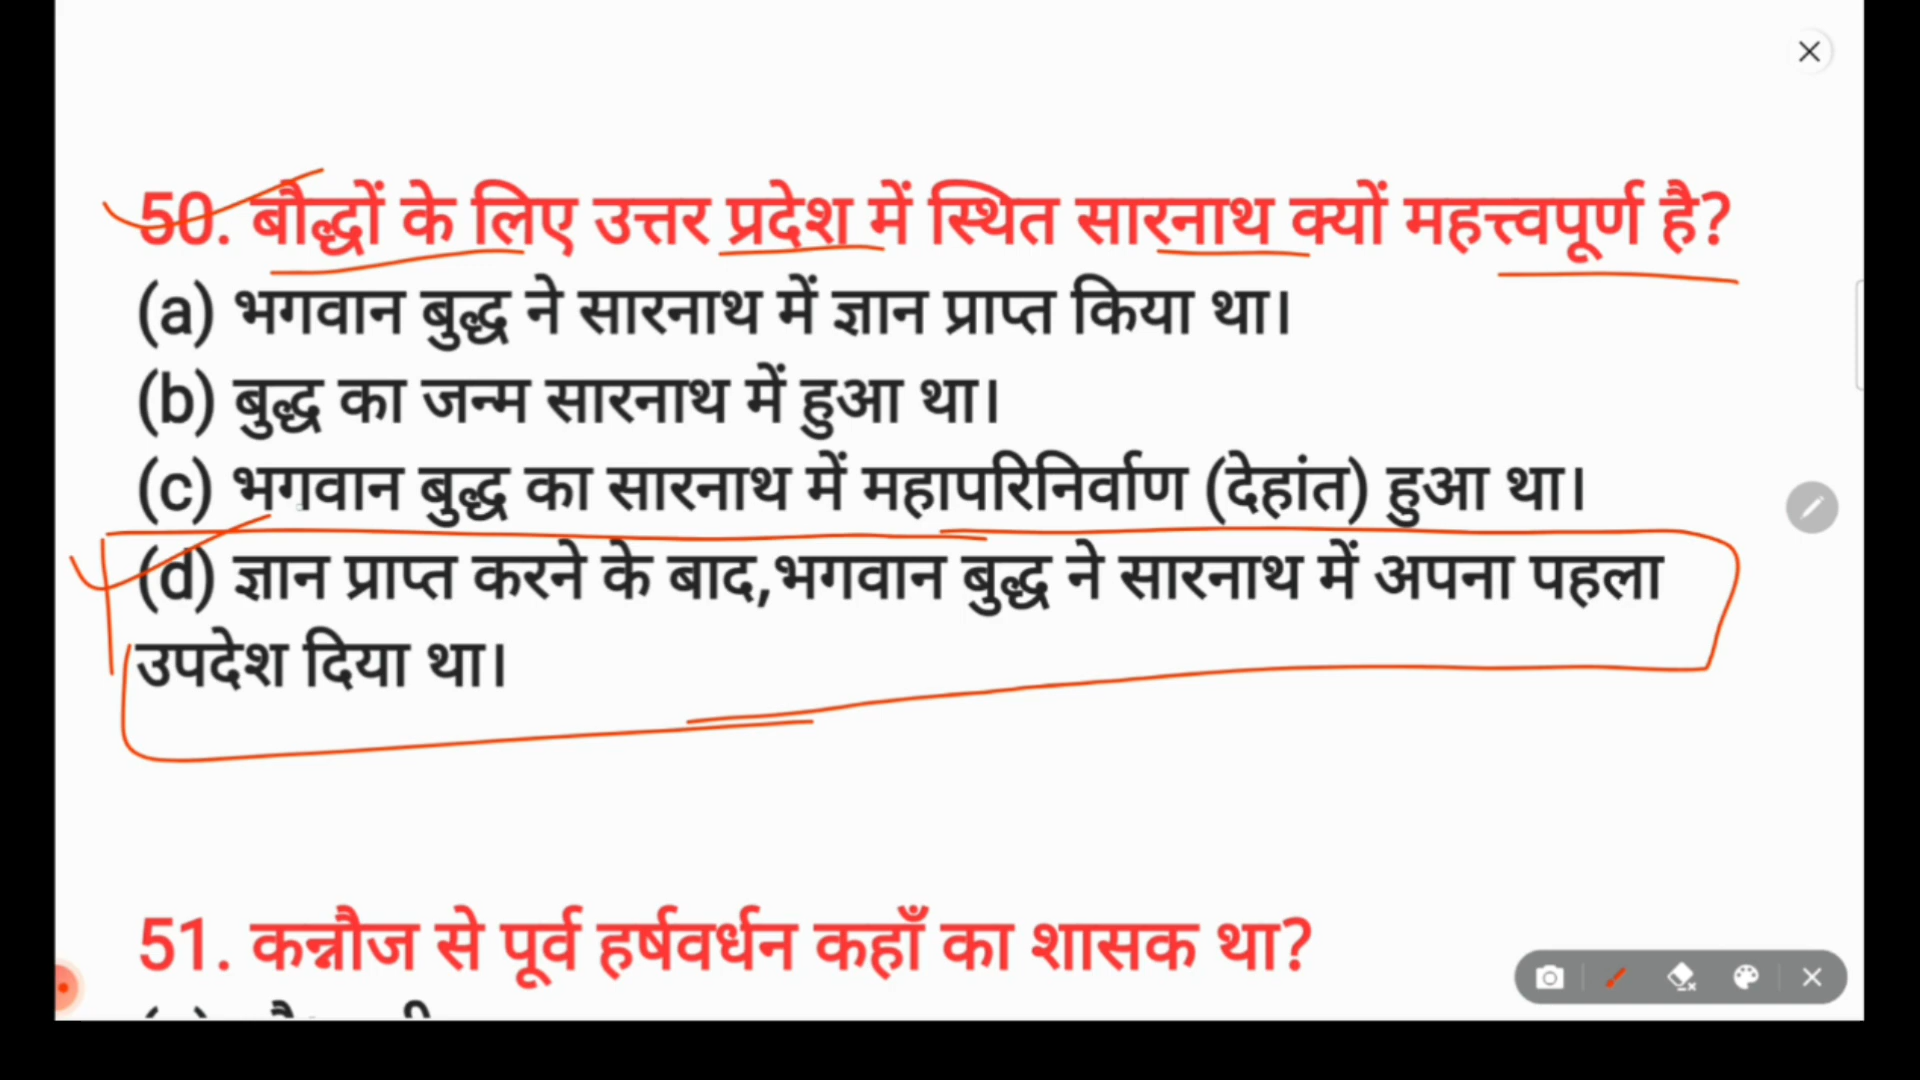 50. बौद्धों के लिए उत्तर प्रदेश में स्थित सारनाथ क्यों महत्त्वपूर्ण है?
(a) भगवान बुद्ध ने सारनाथ में ज्ञान प्राप्त किया था।
(b) बुद्ध का जन्म सारनाथ में हुआ था।
(c) भगवान बुद्ध का सारनाथ में महापरिनिर्वाण (देहांत) हुआ था।
(d) ज्ञान प्राप्त करने के बाद,भगवान बुद्ध ने सारनाथ में अपना पहला
उपदेश दिया था।
51. कन्नौज से पूर्व हर्षवर्धन कहाँ का शासक था?